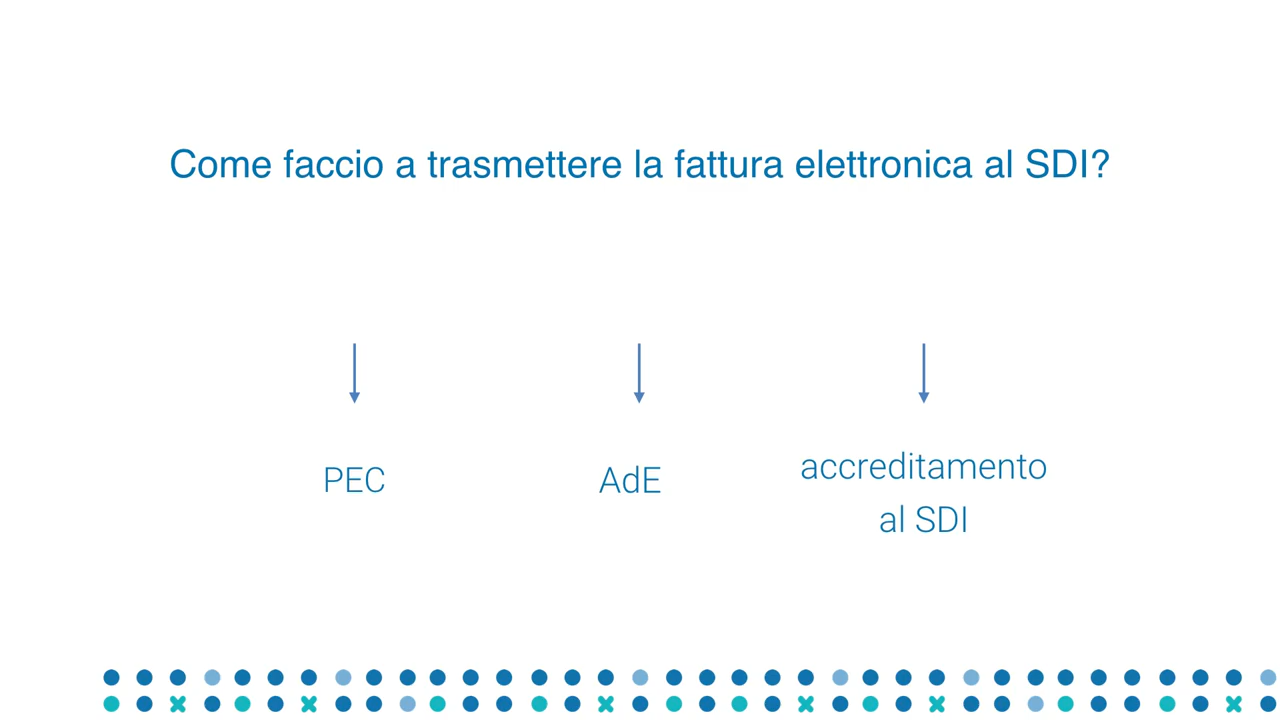 Come faccio a trasmettere la fattura elettronica al SDI?
PEC
AdE
accreditamento
al SDI